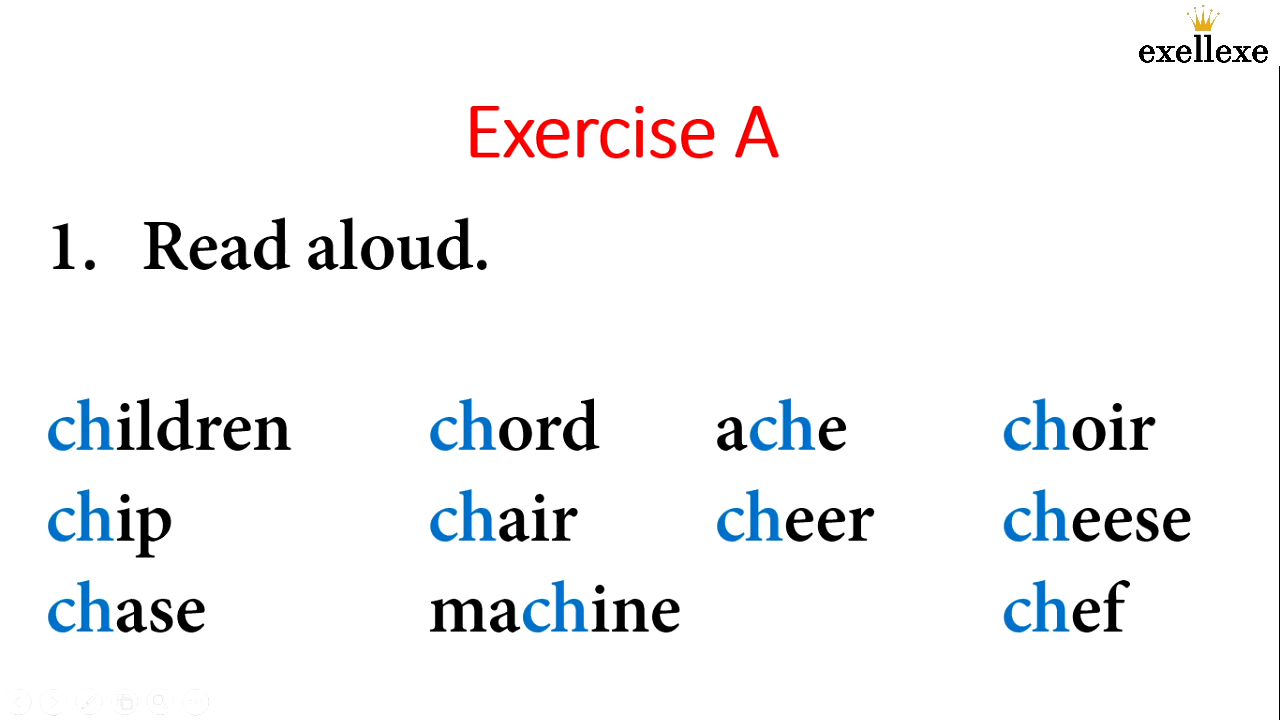 exellexe
Exercise A
1. Read aloud.
children chord ache choir
chip chair cheer cheese
chase machine chef